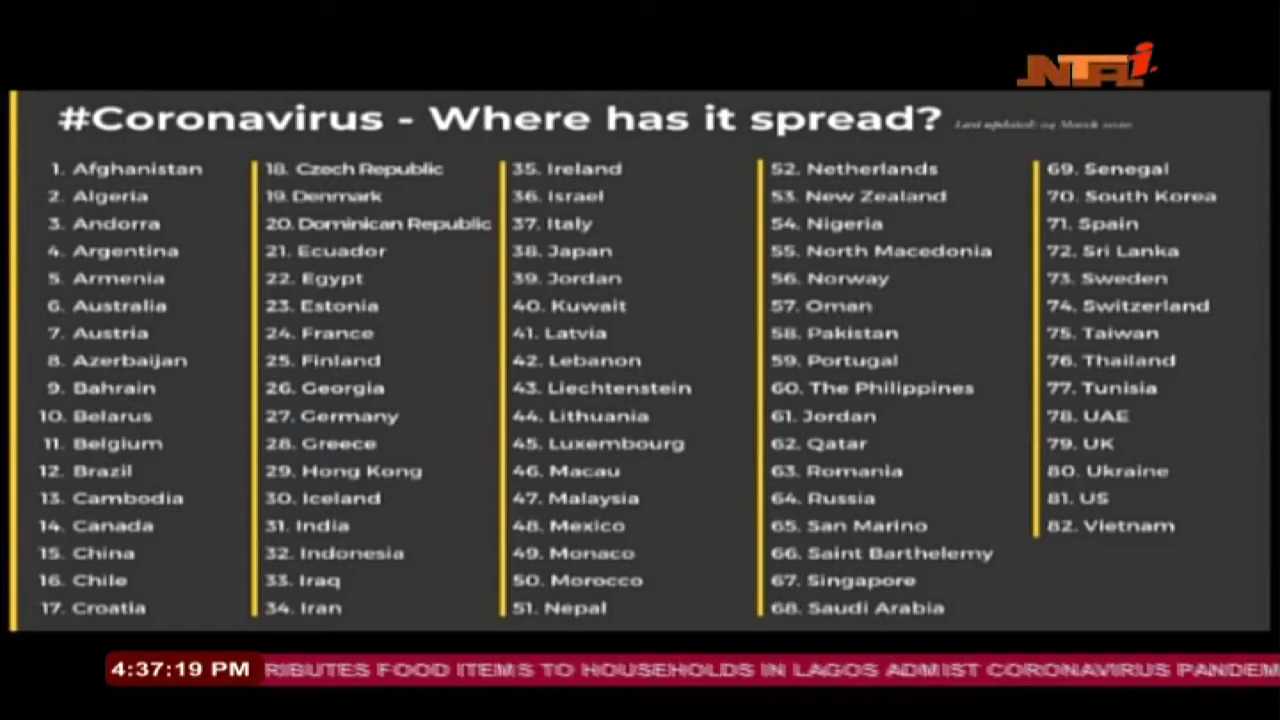 NTAi.
#Coronavirus - Where has it spread?
Last updated: 04 March 2020
1. Afghanistan
2. Algeria
3. Andorra
4. Argentina
5. Armenia
6. Australia
7. Austria
8. Azerbaijan
9. Bahrain
10. Belarus
11. Belgium
12. Brazil
13. Cambodia
14. Canada
15. China
16. Chile
17. Croatia
18. Czech Republic
19. Denmark
20. Dominican Republic
21. Ecuador
22. Egypt
23. Estonia
24. France
25. Finland
26. Georgia
27. Germany
28. Greece
29. Hong Kong
30. Iceland
31. India
32. Indonesia
33. Iraq
34. Iran
35. Ireland
36. Israel
37. Italy
38. Japan
39. Jordan
40. Kuwait
41. Latvia
42. Lebanon
43. Liechtenstein
44. Lithuania
45. Luxembourg
46. Macau
47. Malaysia
48. Mexico
49. Monaco
50. Morocco
51. Nepal
52. Netherlands
53. New Zealand
54. Nigeria
55. North Macedonia
56. Norway
57. Oman
58. Pakistan
59. Portugal
60. The Philippines
61. Jordan
62. Qatar
63. Romania
64. Russia
65. San Marino
66. Saint Barthelemy
67. Singapore
68. Saudi Arabia
69. Senegal
70. South Korea
71. Spain
72. Sri Lanka
73. Sweden
74. Switzerland
75. Taiwan
76. Thailand
77. Tunisia
78. UAE
79. UK
80. Ukraine
81. US
82. Vietnam
4:37:19 PM RIBUTES FOOD ITEMS TO HOUSEHOLDS IN LAGOS ADMIST CORONAVIRUS PANDEM